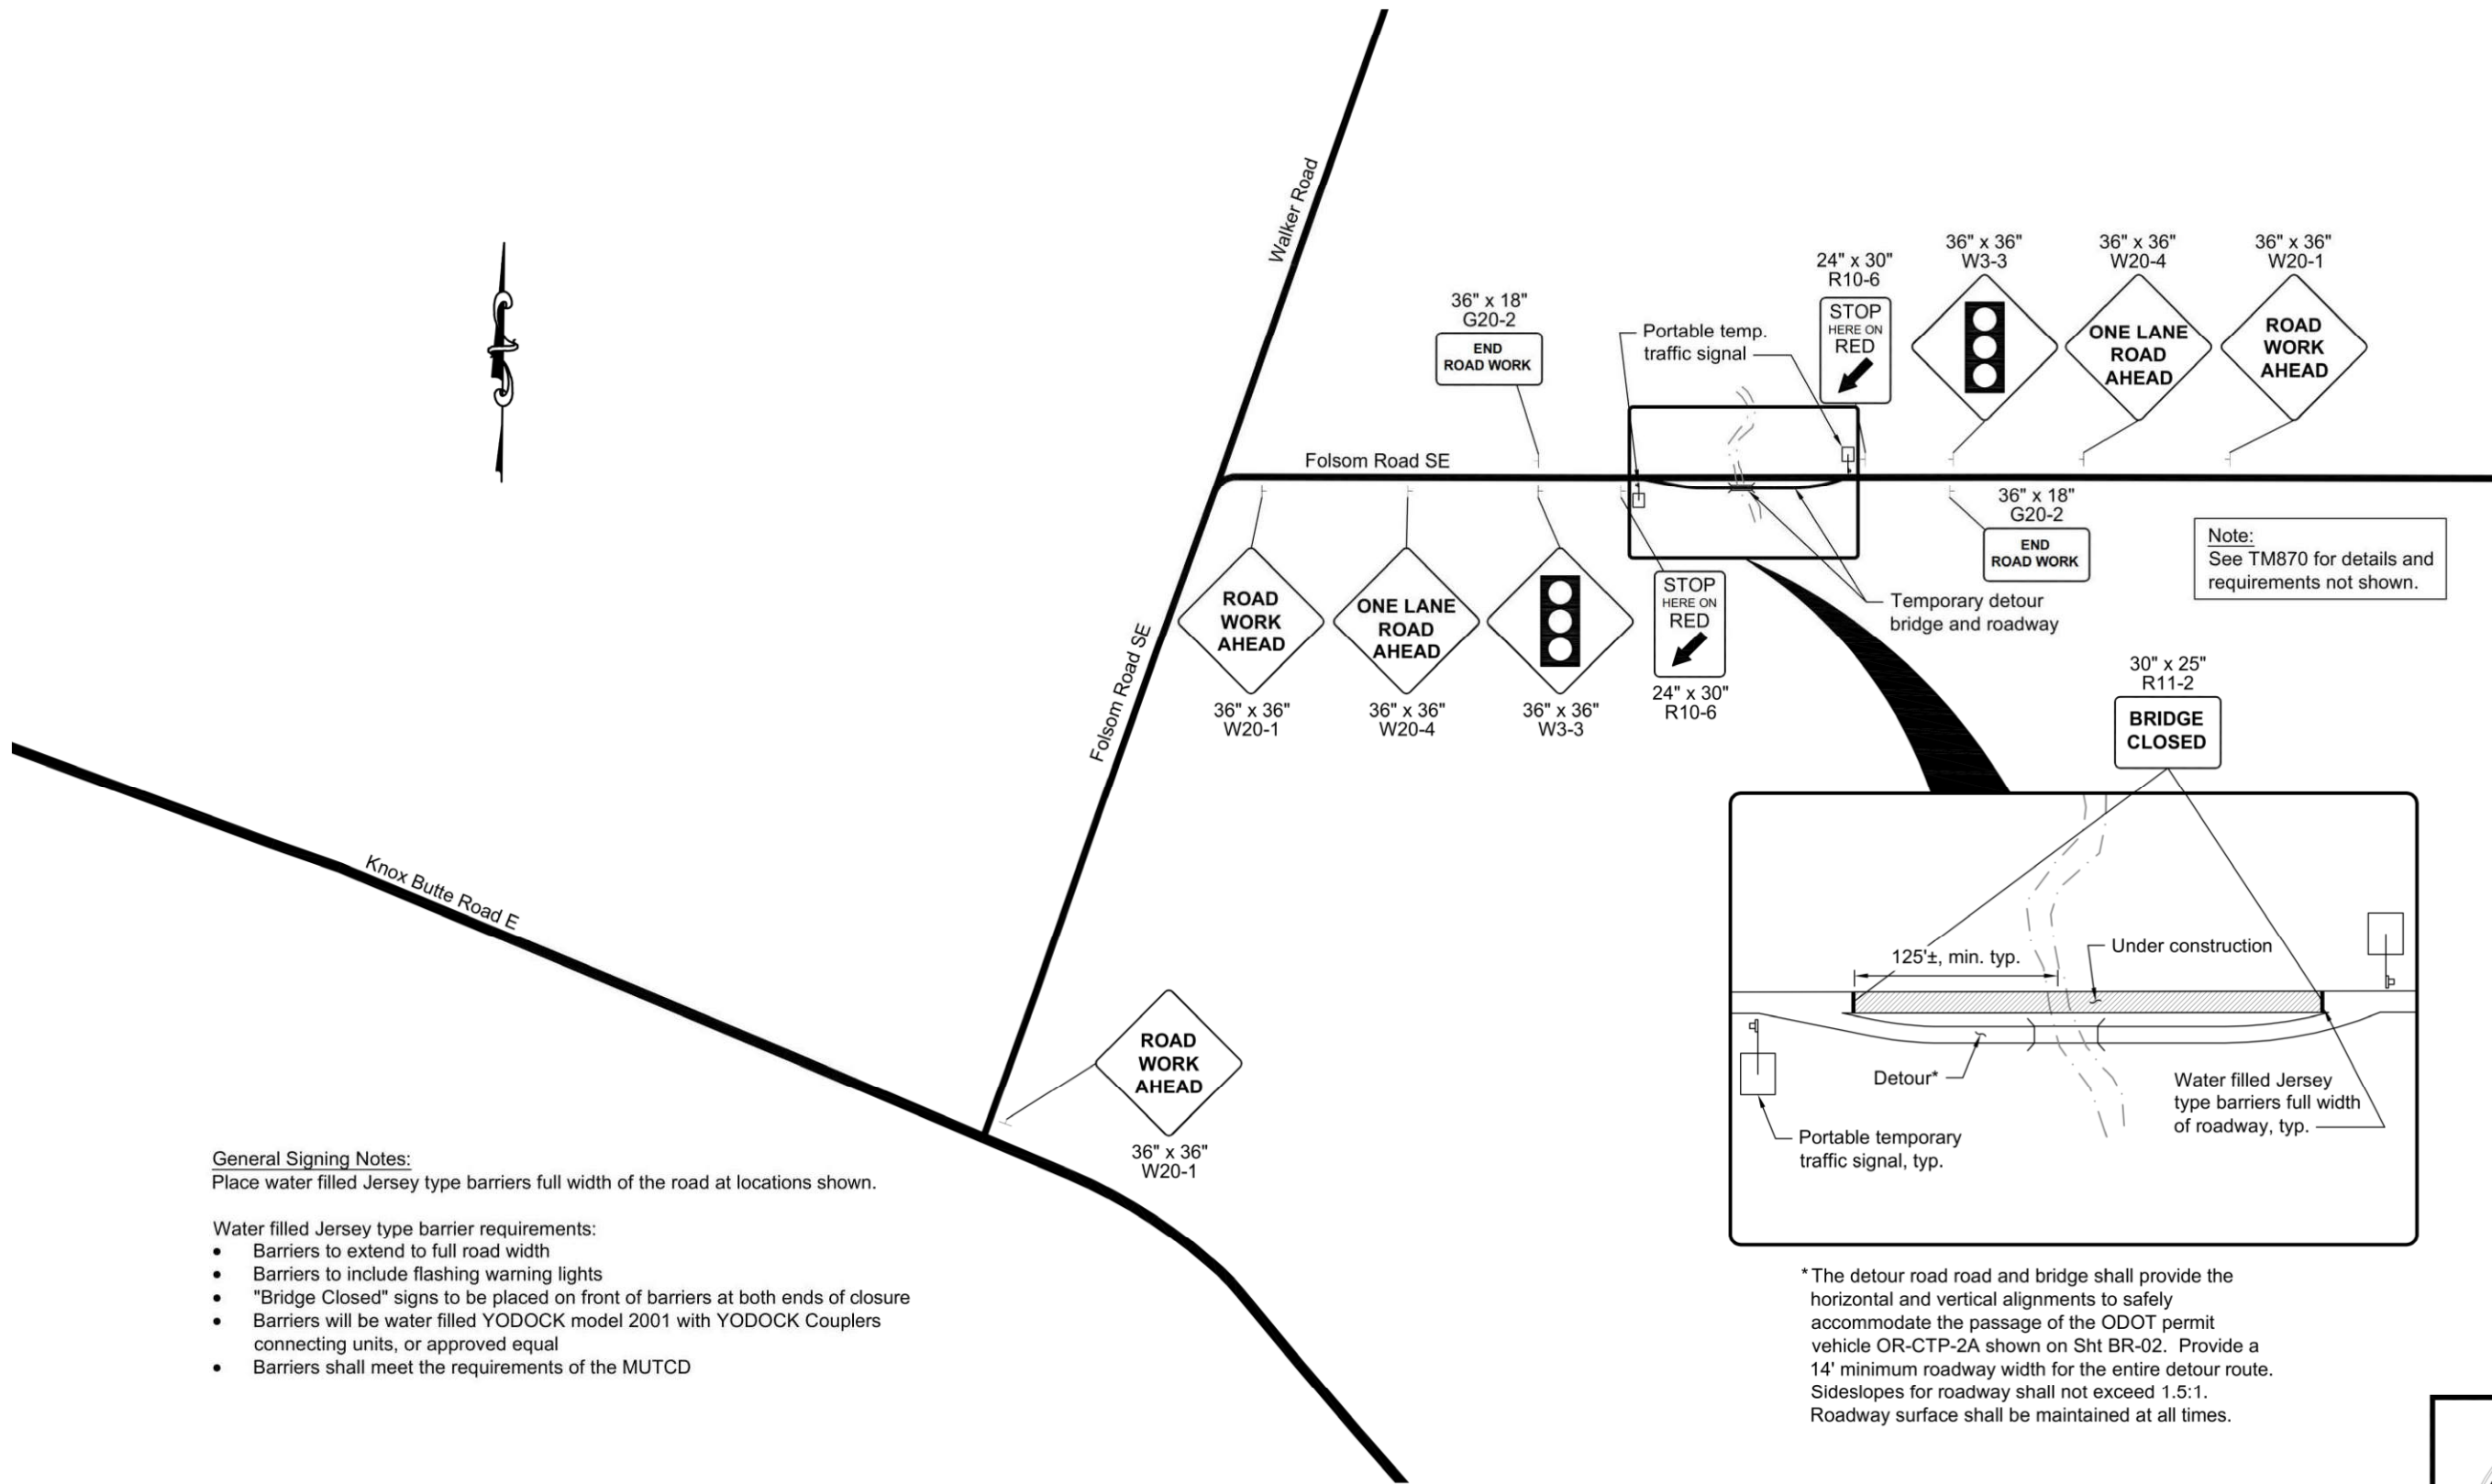 Walker Road
36" x 36"
W3-3
36" x 36"
W20-4
36" x 36"
W20-1
24" x 30"
R10-6
STOP
HERE ON
RED
ONE LANE
ROAD
AHEAD
ROAD
WORK
AHEAD
36" x 18"
G20-2
END
ROAD WORK
Portable temp.
traffic signal
Folsom Road SE
36" x 18"
G20-2
END
ROAD WORK
Note:
See TM870 for details and
requirements not shown.
ROAD
WORK
AHEAD
36" x 36"
W20-1
ONE LANE
ROAD
AHEAD
36" x 36"
W20-4
36" x 36"
W3-3
STOP
HERE ON
RED
24" x 30"
R10-6
Temporary detour
bridge and roadway
Folsom Road SE
30" x 25"
R11-2
BRIDGE
CLOSED
Knox Butte Road E
125'±, min. typ.
Under construction
Detour*
Water filled Jersey
type barriers full width
of roadway, typ.
Portable temporary
traffic signal, typ.
ROAD
WORK
AHEAD
36" x 36"
W20-1
General Signing Notes:
Place water filled Jersey type barriers full width of the road at locations shown.
Water filled Jersey type barrier requirements:
• Barriers to extend to full road width
• Barriers to include flashing warning lights
• "Bridge Closed" signs to be placed on front of barriers at both ends of closure
• Barriers will be water filled YODOCK model 2001 with YODOCK Couplers
connecting units, or approved equal
• Barriers shall meet the requirements of the MUTCD
* The detour road road and bridge shall provide the
horizontal and vertical alignments to safely
accommodate the passage of the ODOT permit
vehicle OR-CTP-2A shown on Sht BR-02. Provide a
14' minimum roadway width for the entire detour route.
Sideslopes for roadway shall not exceed 1.5:1.
Roadway surface shall be maintained at all times.